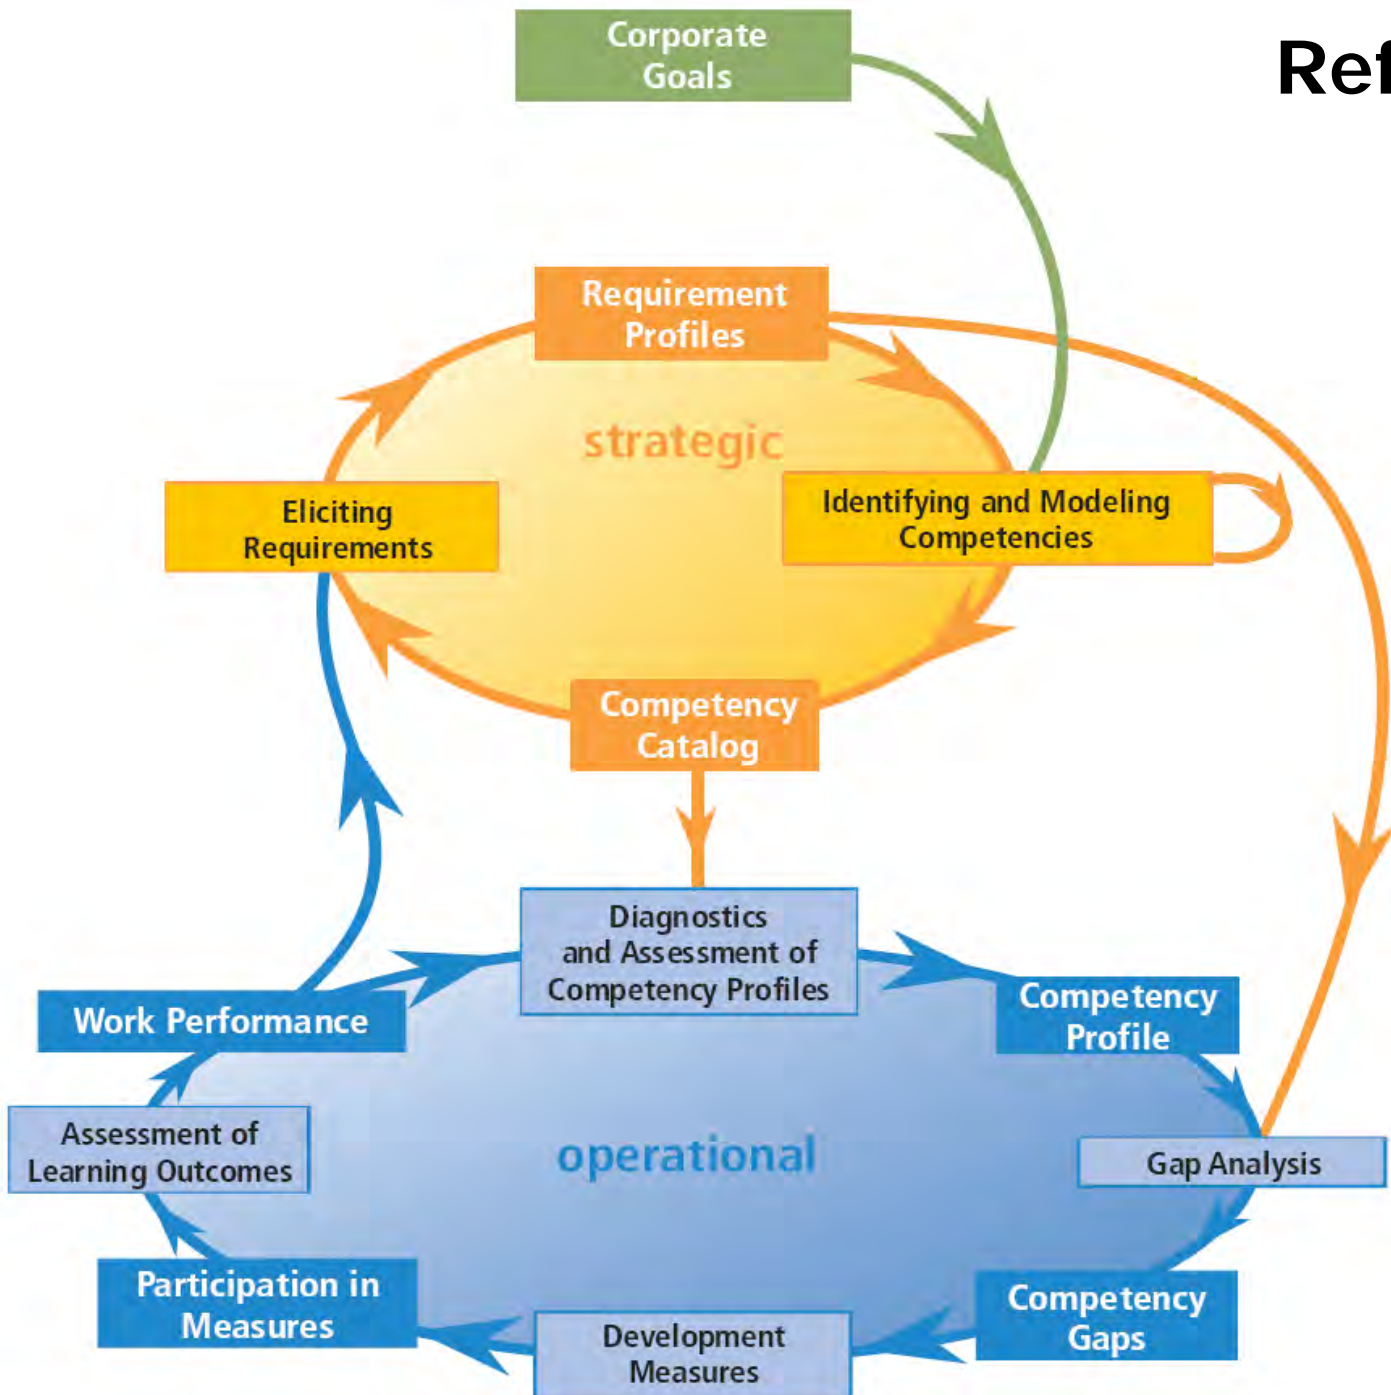 Corporate
Goals
Ref
Requirement
Profiles
strategic
Eliciting
Requirements
Identifying and Modeling
Competencies
Competency
Catalog
Diagnostics
and Assessment of
Competency Profiles
Work Performance
Competency
Profile
Assessment of
Learning Outcomes
operational
Gap Analysis
Participation in
Measures
Development
Measures
Competency
Gaps